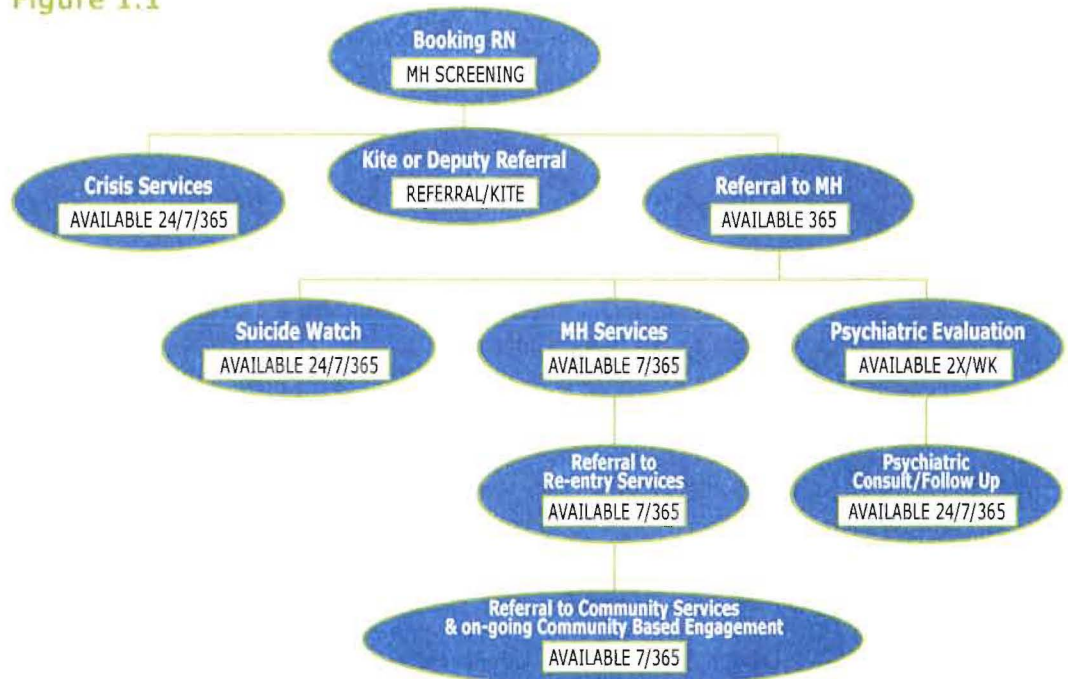 Figure 1.1
Booking RN
MH SCREENING
Kite or Deputy Referral
REFERRAL/KITE
Crisis Services
AVAILABLE 24/7/365
Referral to MH
AVAILABLE 365
Suicide Watch
AVAILABLE 24/7/365
MH Services
AVAILABLE 7/365
Psychiatric Evaluation
AVAILABLE 2X/WK
Referral to
Re-entry Services
AVAILABLE 7/365
Psychiatric
Consult/Follow Up
AVAILABLE 24/7/365
Referral to Community Services
& on-going Community Based Engagement
AVAILABLE 7/365